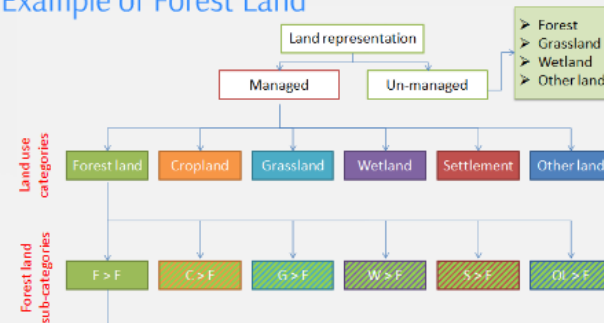 Example of Forest Land
Land representation
➢ Forest
➢ Grassland
➢ Wetland
➢ Other land
Managed
Un-managed
Land use
categories
Forest land
Cropland
Grassland
Wetland
Settlement
Other land
Forest land
sub-categories
F > F
C > F
G > F
W > F
S > F
OL > F